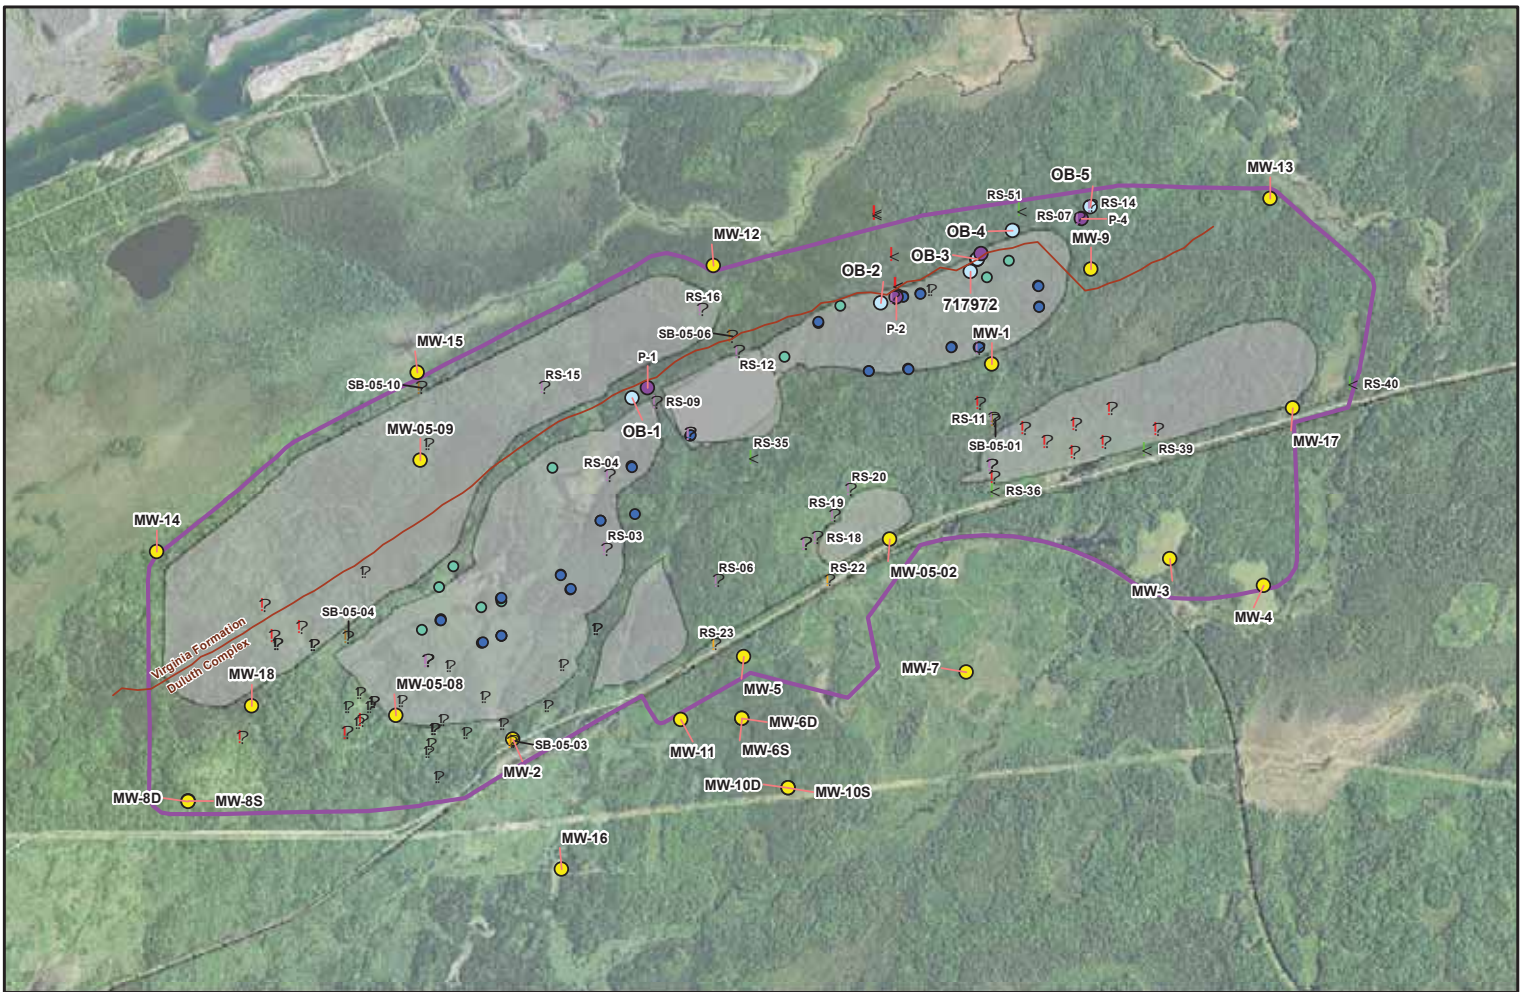 MW-13
OB-5
RS-51
RS-14
RS-07
P-4
OB-4
MW-12
MW-9
OB-3
OB-2
RS-16
717972
SB-05-06
P-2
MW-1
MW-15
P-1
RS-12
SB-05-10
RS-15
RS-40
RS-09
RS-11
MW-05-09
OB-1
MW-17
SB-05-01
RS-35
RS-39
RS-04
RS-20
RS-36
RS-19
MW-14
RS-03
RS-18
MW-05-02
RS-06
RS-22
MW-3
SB-05-04
MW-4
Virginia Formation
RS-23
Duluth Complex
MW-7
MW-18
MW-05-08
MW-5
MW-6D
MW-11
MW-6S
SB-05-03
MW-2
MW-10D
MW-10S
MW-8D
MW-8S
MW-16